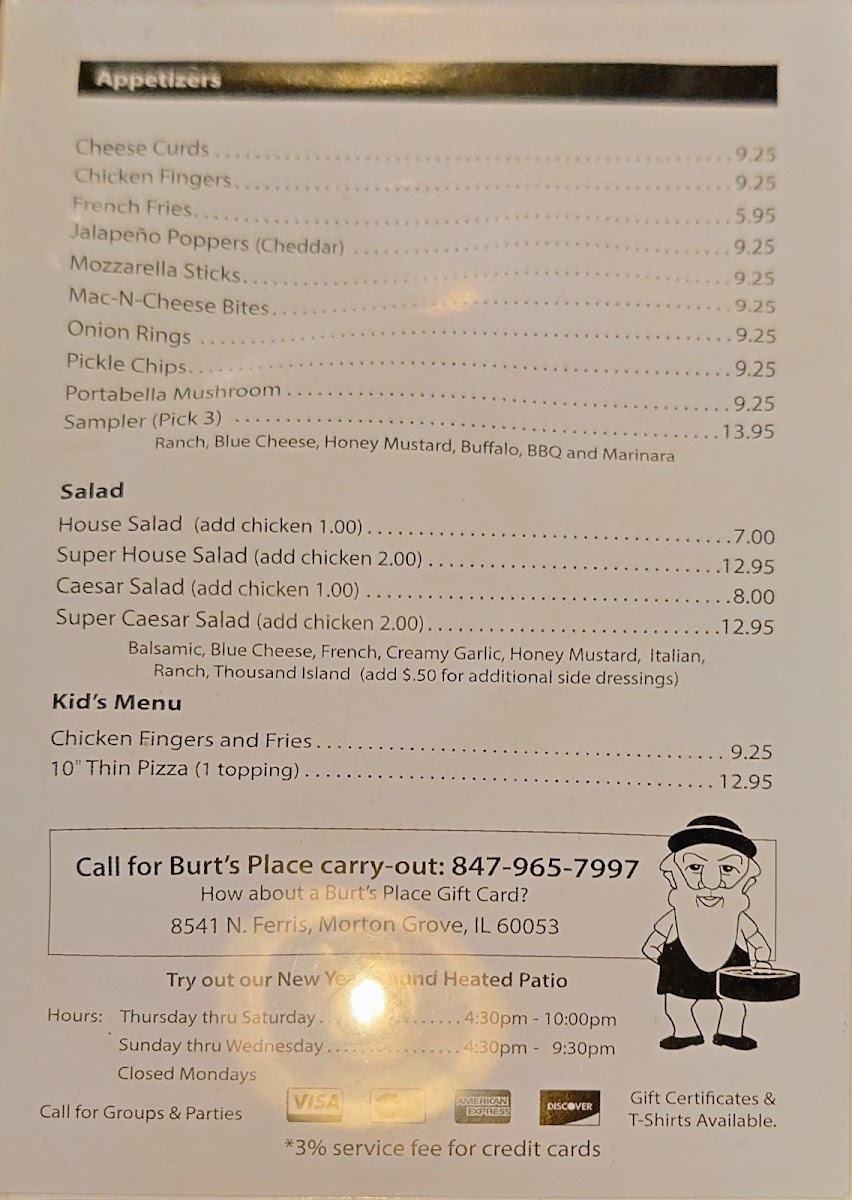 Appetizers
Cheese Curds 9.25
Chicken Fingers 9.25
French Fries 5.95
Jalapeño Poppers (Cheddar) 9.25
Mozzarella Sticks 9.25
Mac-N-Cheese Bites 9.25
Onion Rings 9.25
Pickle Chips 9.25
Portabella Mushroom 9.25
Sampler (Pick 3) 13.95
Ranch, Blue Cheese, Honey Mustard, Buffalo, BBQ and Marinara
Salad
House Salad (add chicken 1.00) 7.00
Super House Salad (add chicken 2.00) 12.95
Caesar Salad (add chicken 1.00) 8.00
Super Caesar Salad (add chicken 2.00) 12.95
Balsamic, Blue Cheese, French, Creamy Garlic, Honey Mustard, Italian,
Ranch, Thousand Island (add $.50 for additional side dressings)
Kid's Menu
Chicken Fingers and Fries 9.25
10" Thin Pizza (1 topping) 12.95
Call for Burt's Place carry-out: 847-965-7997
How about a Burt's Place Gift Card?
8541 N. Ferris, Morton Grove, IL 60053
Try out our New Heated Patio
Hours: Thursday thru Saturday 4:30pm - 10:00pm
Sunday thru Wednesday 4:30pm - 9:30pm
Closed Mondays
Call for Groups & Parties
VISA
AMERICAN EXPRESS
DISCOVER
Gift Certificates &
T-Shirts Available.
*3% service fee for credit cards